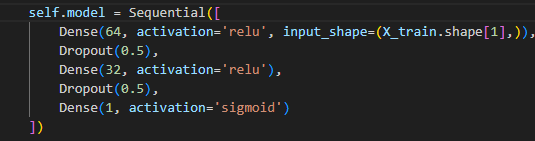 self.model = Sequential([
    Dense(64, activation='relu', input_shape=(X_train.shape[1],)),
    Dropout(0.5),
    Dense(32, activation='relu'),
    Dropout(0.5),
    Dense(1, activation='sigmoid')
])